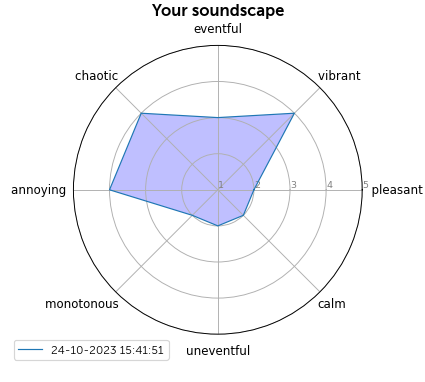 Your soundscape
eventful
chaotic
vibrant
annoying
1 2 3 4 5
pleasant
monotonous
calm
uneventful
24-10-2023 15:41:51